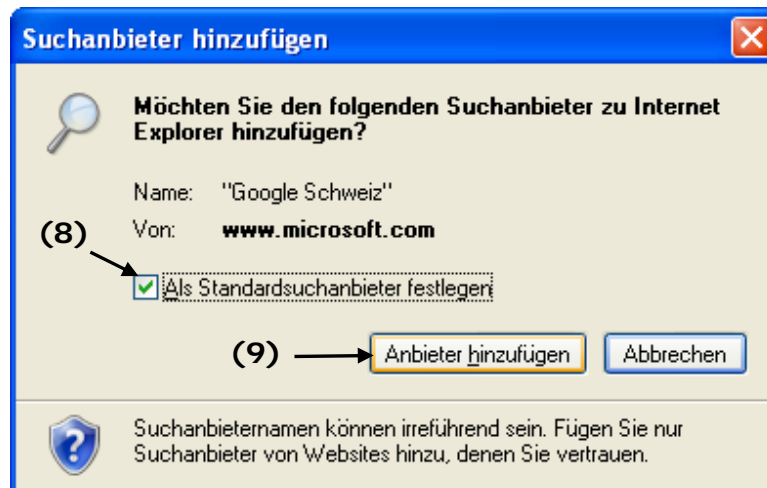 Suchanbieter hinzufügen
Möchten Sie den folgenden Suchanbieter zu Internet
Explorer hinzufügen?
Name: "Google Schweiz"
(8) Von: www.microsoft.com
Als Standardsuchanbieter festlegen
(9) Anbieter hinzufügen Abbrechen
Suchanbieternamen können irreführend sein. Fügen Sie nur
Suchanbieter von Websites hinzu, denen Sie vertrauen.